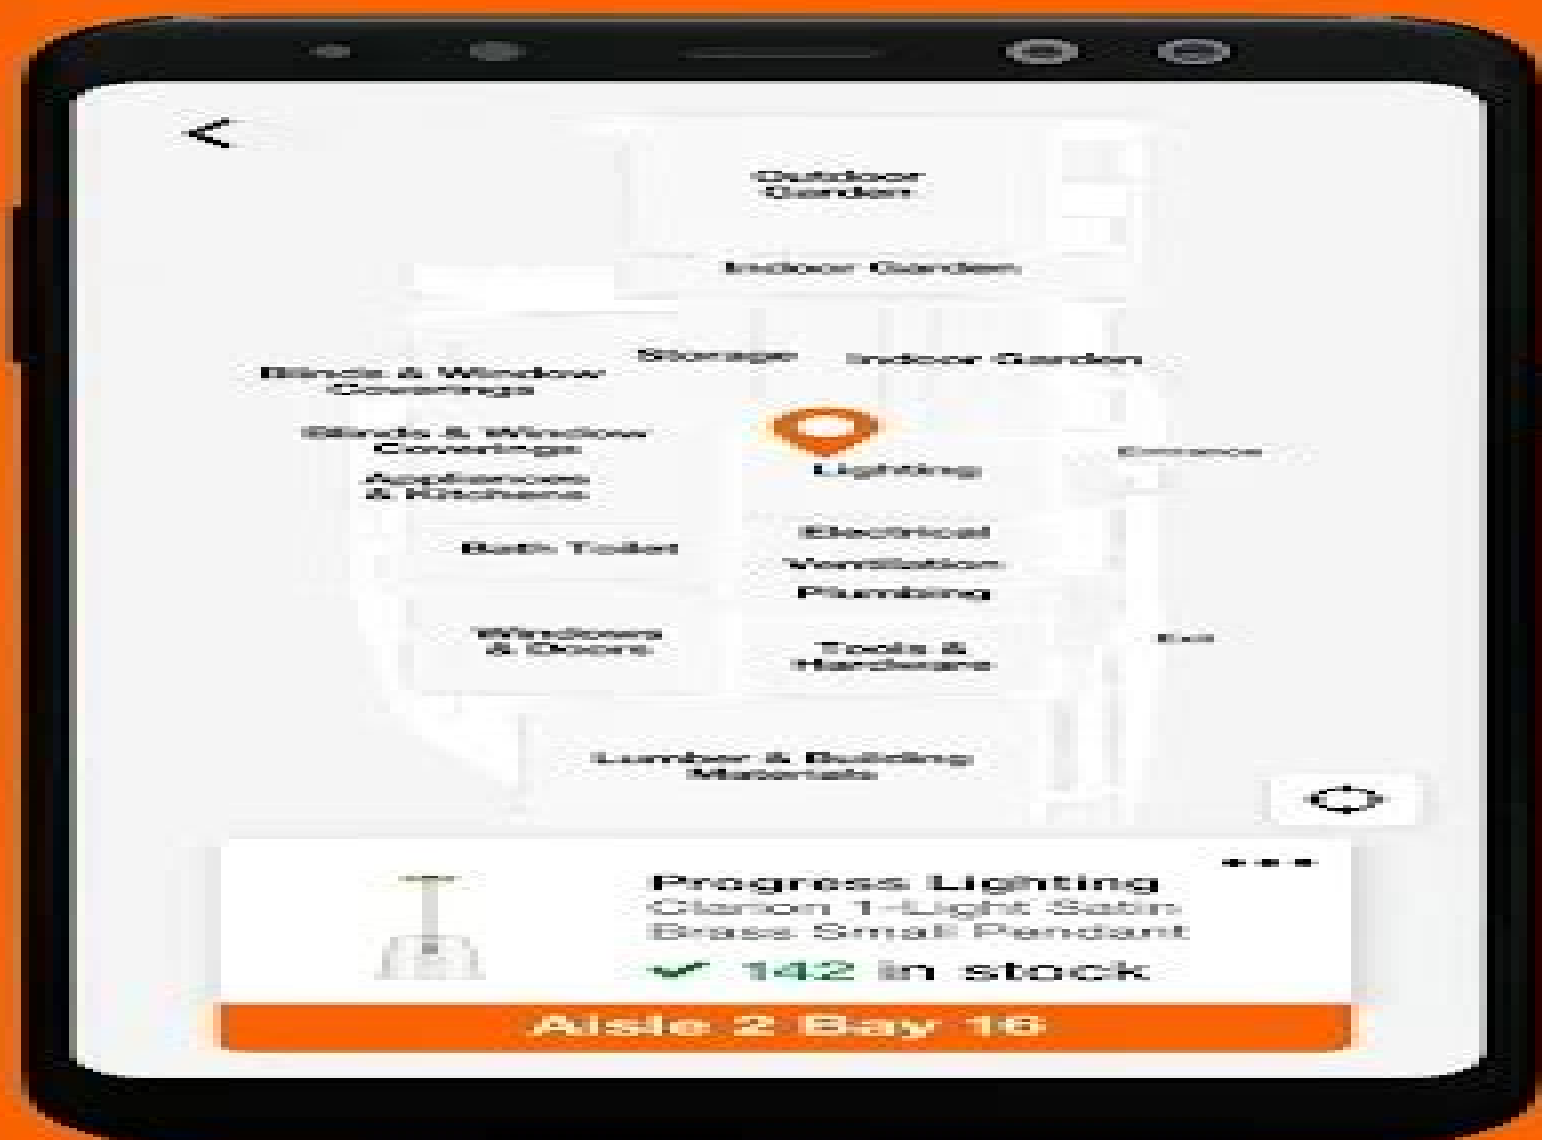 Outdoor
Garden
Indoor Garden
Storage
Indoor Garden
Blinds & Window
Coverings
Blinds & Window
Coverings
Appliances
& Kitchens
Lighting
Entrance
Electrical
Bath Toilet
Ventilation
Plumbing
Windows
& Doors
Tools &
Hardware
Exit
Lumber & Building
Materials
Progress Lighting
Clarion 1-Light Satin
Brass Small Pendant
142 in stock
Aisle 2 Bay 16